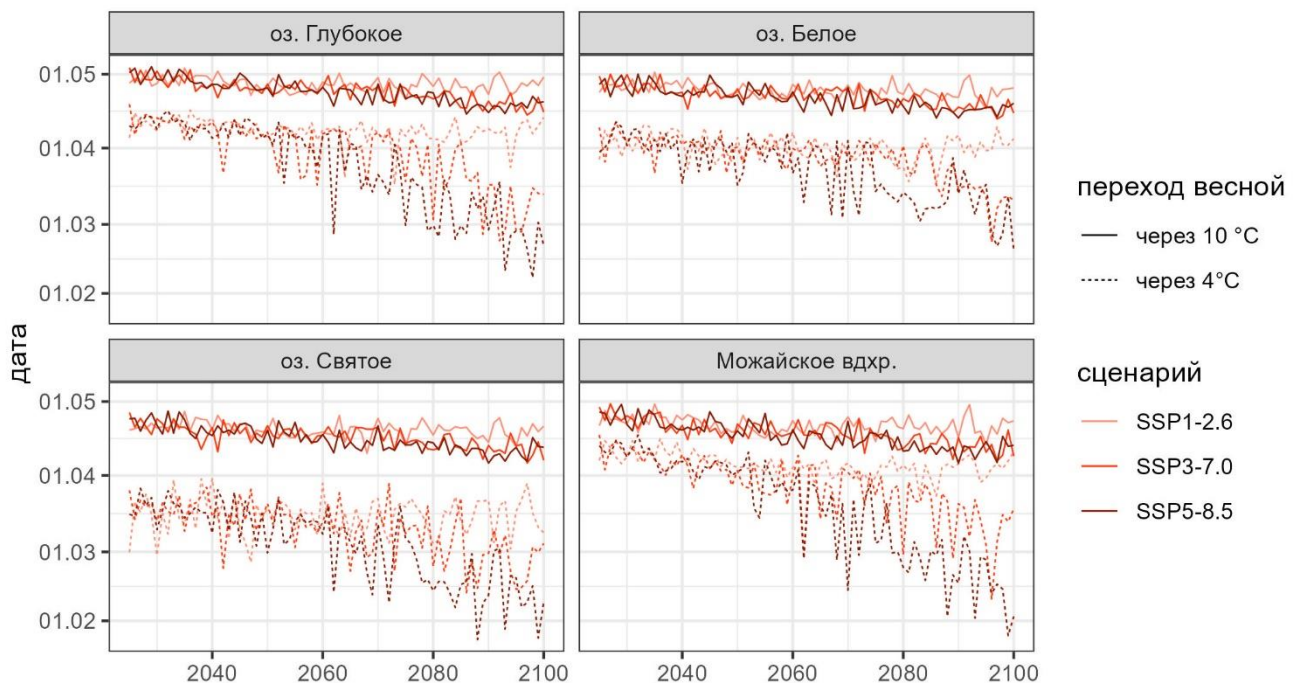 оз. Глубокое
оз. Белое
01.05
01.04
01.03
01.02
оз. Святое
Можайское вдхр.
01.05
01.04
01.03
01.02
2040
2060
2080
2100
2040
2060
2080
2100
дата
переход весной
через 10 °C
через 4°C
сценарий
SSP1-2.6
SSP3-7.0
SSP5-8.5